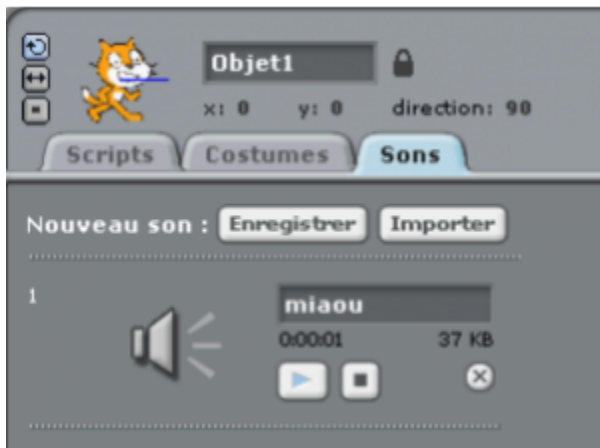 Objet1
x: 0 y: 0 direction: 90
Scripts Costumes Sons
Nouveau son : Enregistrer Importer
1
miaou
0:00:01 37 KB